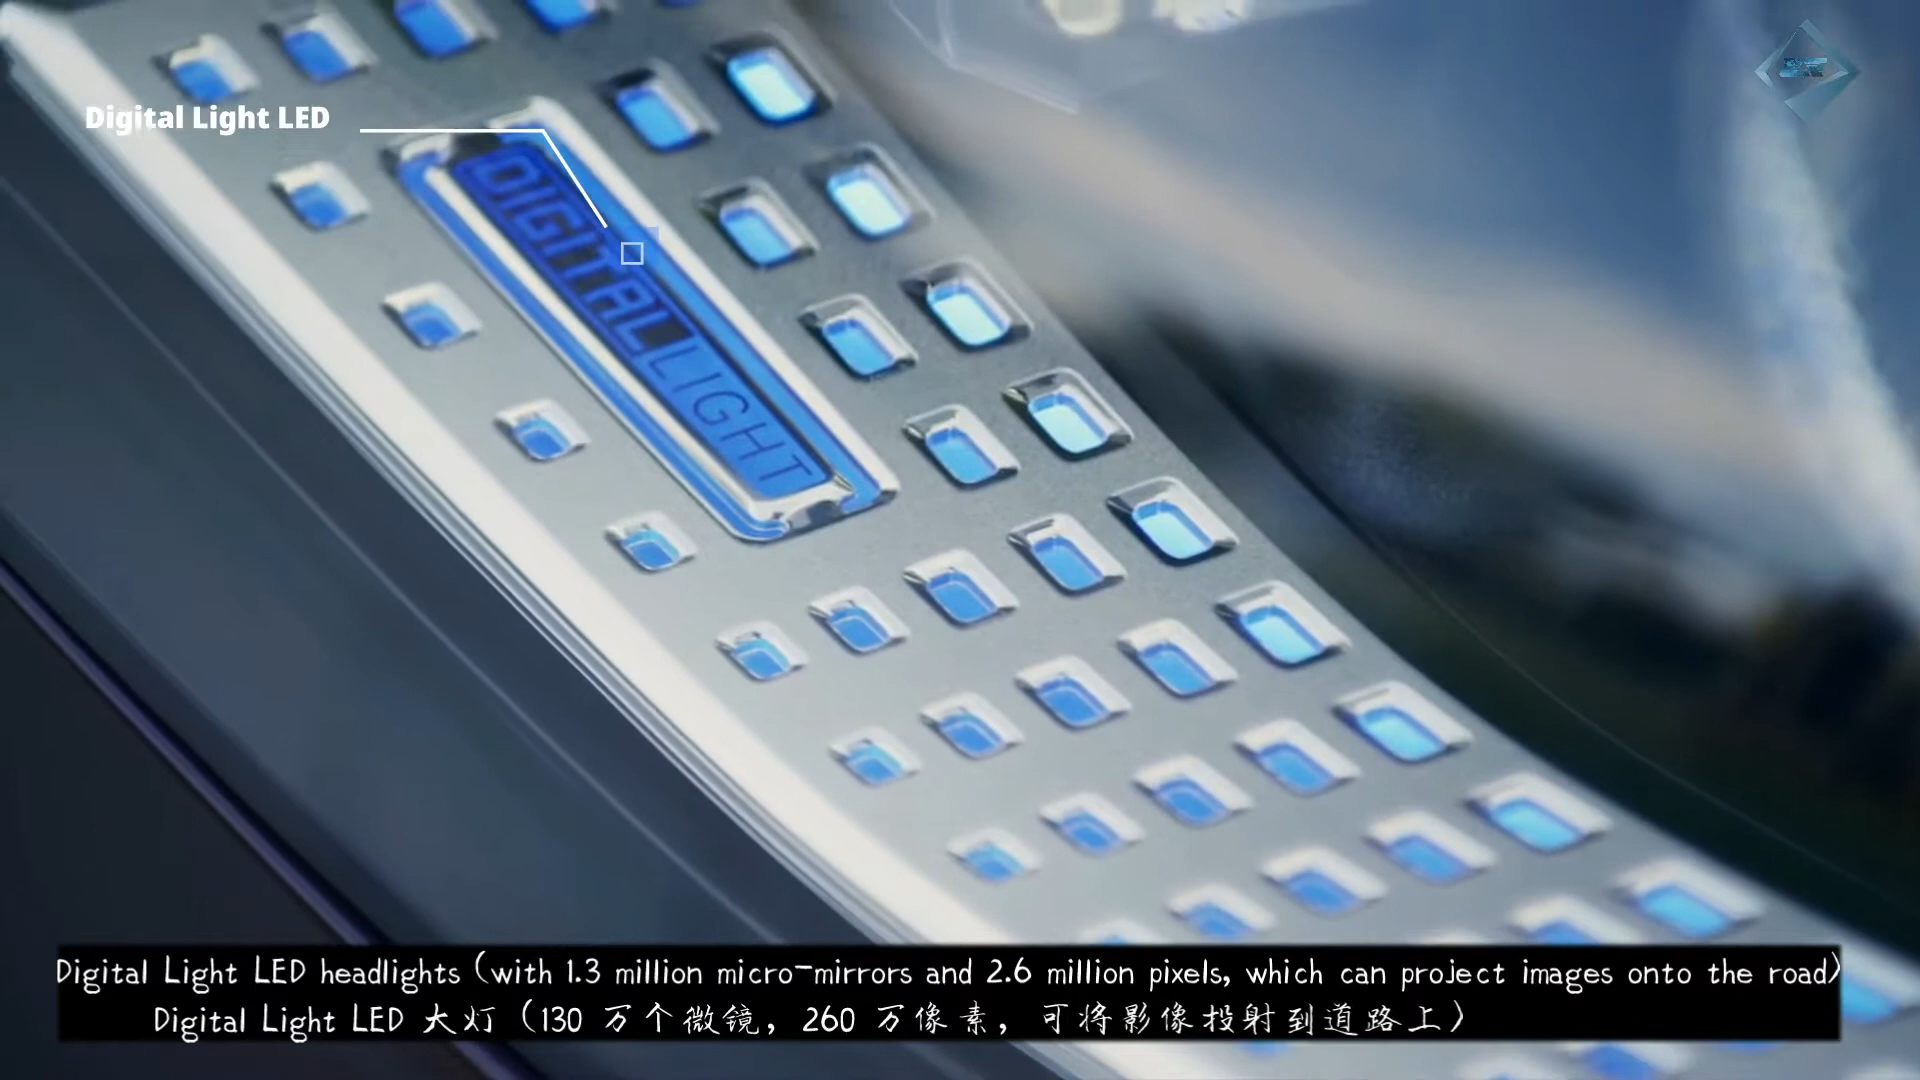 Digital Light LED
DIGITAL LIGHT
Digital Light LED headlights (with 1.3 million micro-mirrors and 2.6 million pixels, which can project images onto the road)
Digital Light LED 大灯（130 万个微镜，260 万像素，可将影像投射到道路上）